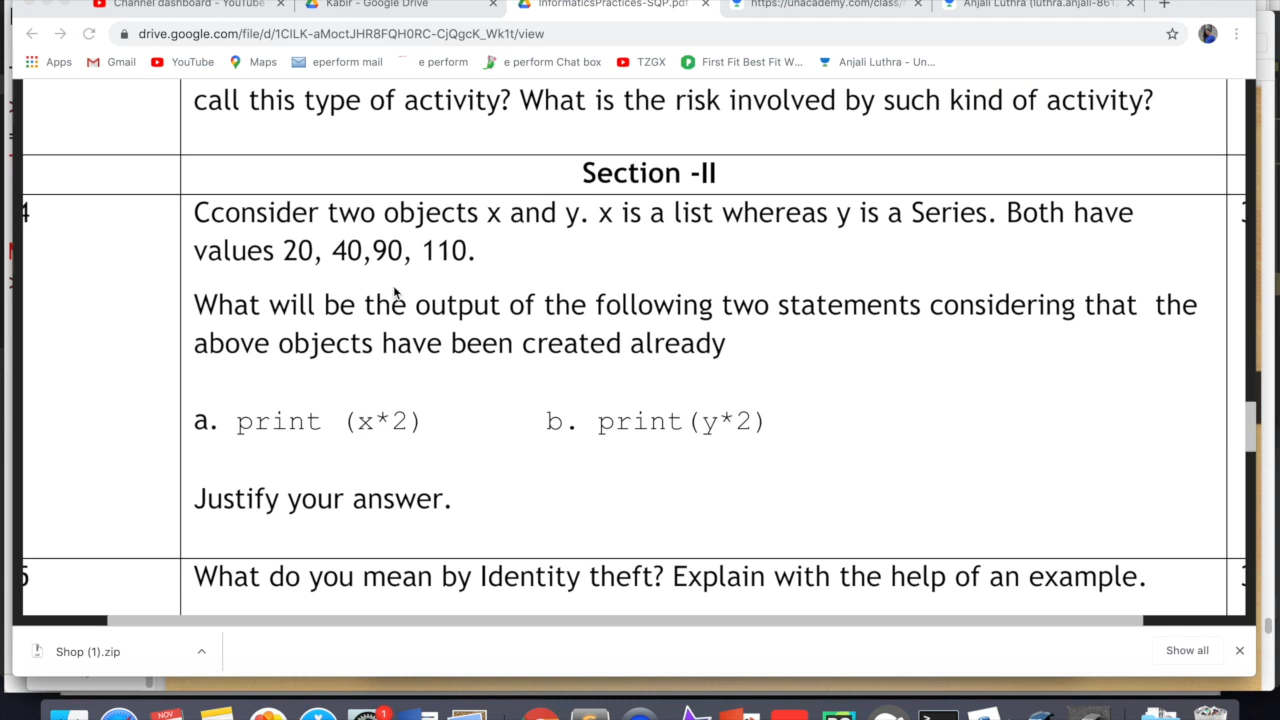 Channel dashboard - YouTube
Kabir - Google Drive
InformaticsPractices-SQP.pdf
https://unacademy.com/class/
Anjali Luthra (luthra.anjali-861
drive.google.com/file/d/1CILK-aMoctJHR8FQH0RC-CjQgcK_Wk1t/view
Apps Gmail YouTube Maps eperform mail e perform e perform Chat box TZGX First Fit Best Fit W... Anjali Luthra - Un...
call this type of activity? What is the risk involved by such kind of activity?
Section -II
4 Cconsider two objects x and y. x is a list whereas y is a Series. Both have 3
values 20, 40,90, 110.
What will be the output of the following two statements considering that the
above objects have been created already
a. print (x*2) b. print(y*2)
Justify your answer.
5 What do you mean by Identity theft? Explain with the help of an example. 3
Shop (1).zip
Show all
NOV
1